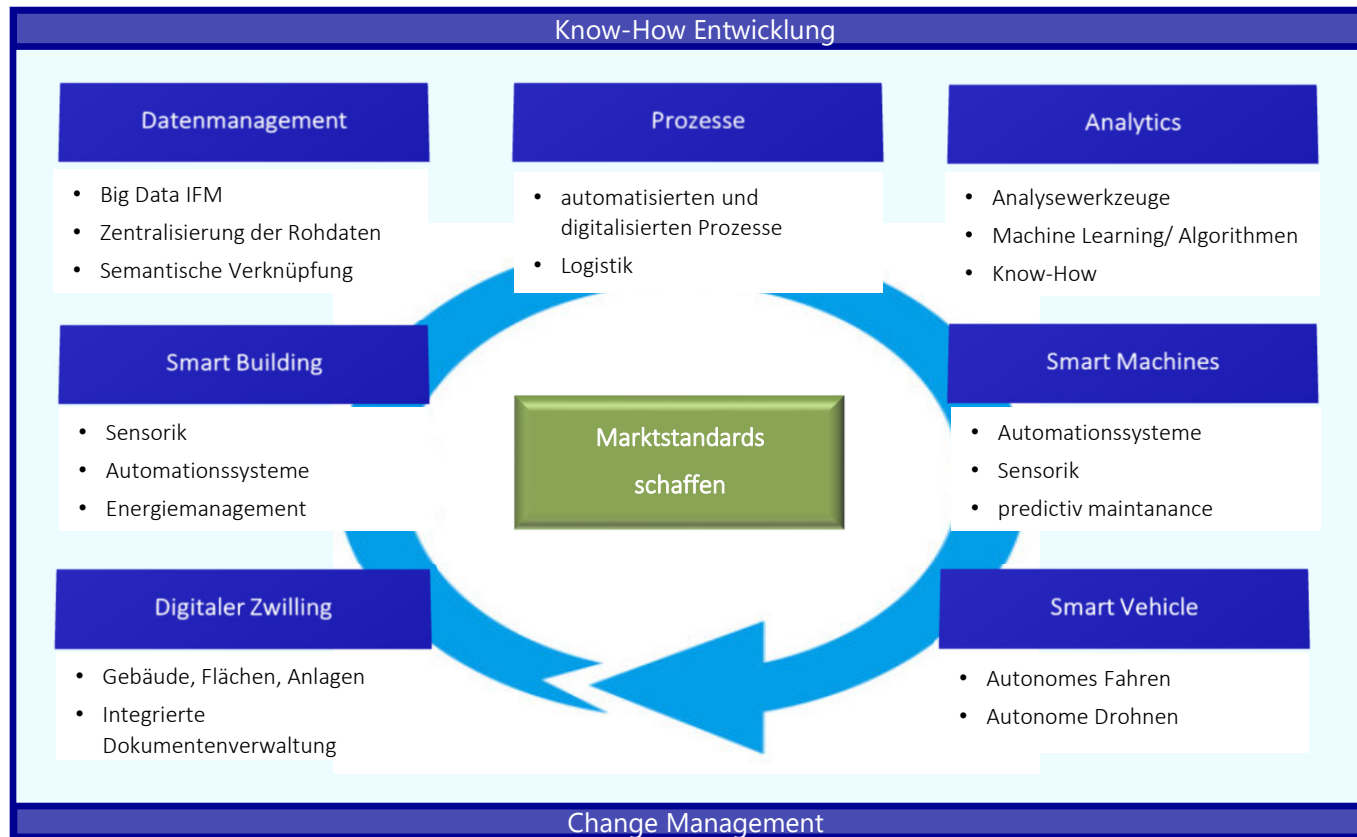 Know-How Entwicklung
Datenmanagement
• Big Data IFM
• Zentralisierung der Rohdaten
• Semantische Verknüpfung
Prozesse
• automatisierten und
digitalisierten Prozesse
• Logistik
Analytics
• Analysewerkzeuge
• Machine Learning/ Algorithmen
• Know-How
Smart Building
• Sensorik
• Automationssysteme
• Energiemanagement
Marktstandards
schaffen
Smart Machines
• Automationssysteme
• Sensorik
• predictiv maintanance
Digitaler Zwilling
• Gebäude, Flächen, Anlagen
• Integrierte
Dokumentenverwaltung
Smart Vehicle
• Autonomes Fahren
• Autonome Drohnen
Change Management